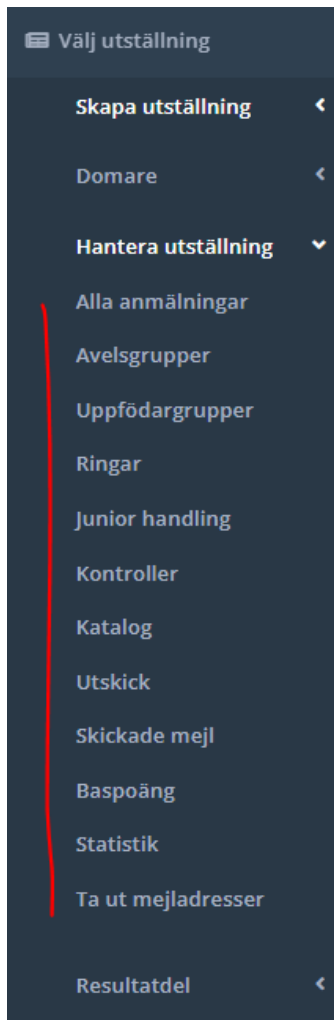 Välj utställning
Skapa utställning
Domare
Hantera utställning
Alla anmälningar
Avelsgrupper
Uppfödargrupper
Ringar
Junior handling
Kontroller
Katalog
Utskick
Skickade mejl
Baspoäng
Statistik
Ta ut mejladresser
Resultatdel